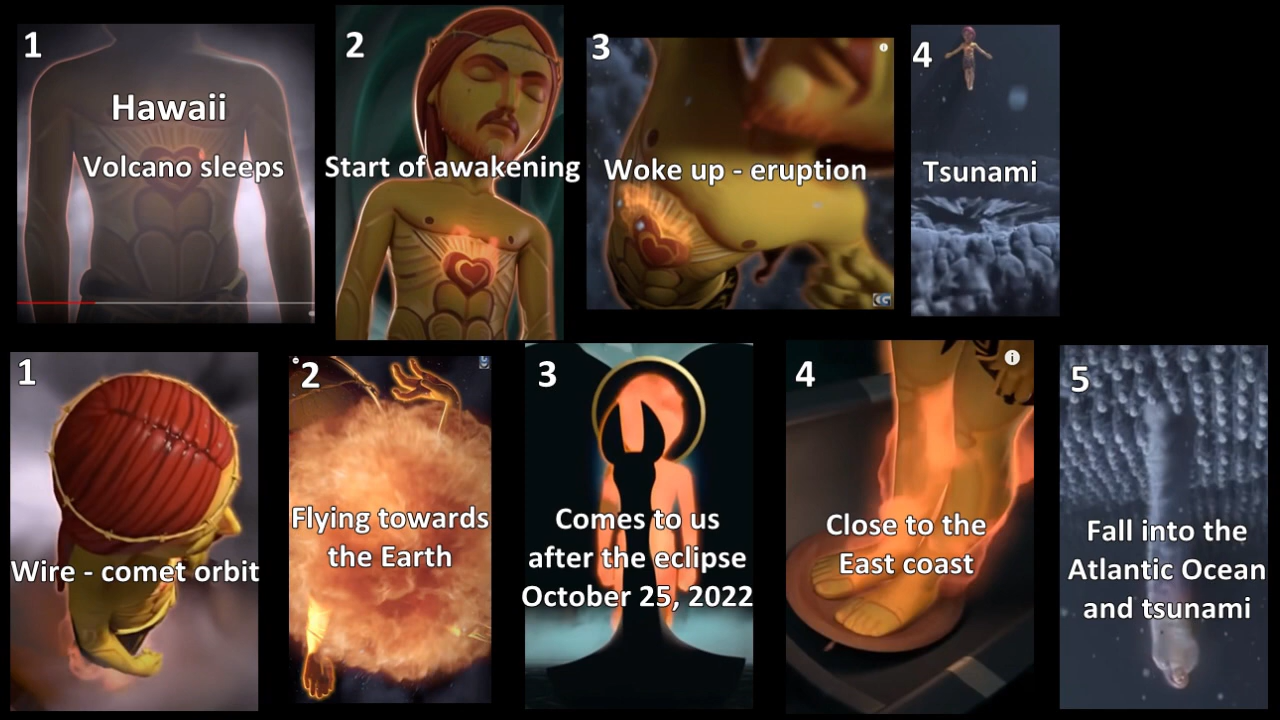 1
Hawaii
Volcano sleeps
2
Start of awakening
3
Woke up - eruption
CG
4
Tsunami
1
Wire - comet orbit
2
Flying towards
the Earth
3
Comes to us
after the eclipse
October 25, 2022
4
Close to the
East coast
5
Fall into the
Atlantic Ocean
and tsunami